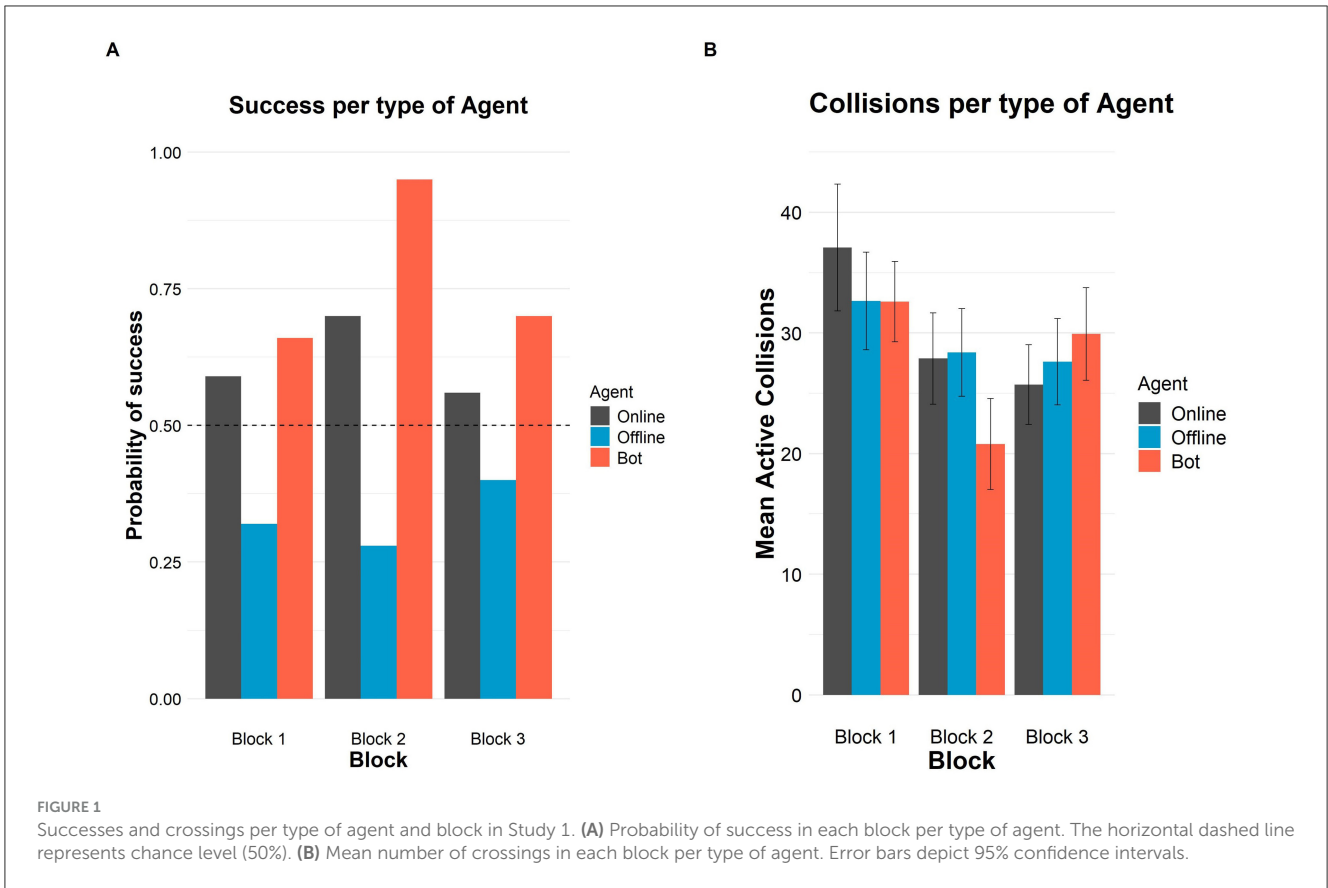 A
Success per type of Agent
1.00
0.75
0.50
0.25
0.00
Probability of success
Block 1
Block 2
Block 3
Block
Agent
Online
Offline
Bot
B
Collisions per type of Agent
40
30
20
10
0
Mean Active Collisions
Block 1
Block 2
Block 3
Block
Agent
Online
Offline
Bot
FIGURE 1
Successes and crossings per type of agent and block in Study 1. (A) Probability of success in each block per type of agent. The horizontal dashed line
represents chance level (50%). (B) Mean number of crossings in each block per type of agent. Error bars depict 95% confidence intervals.